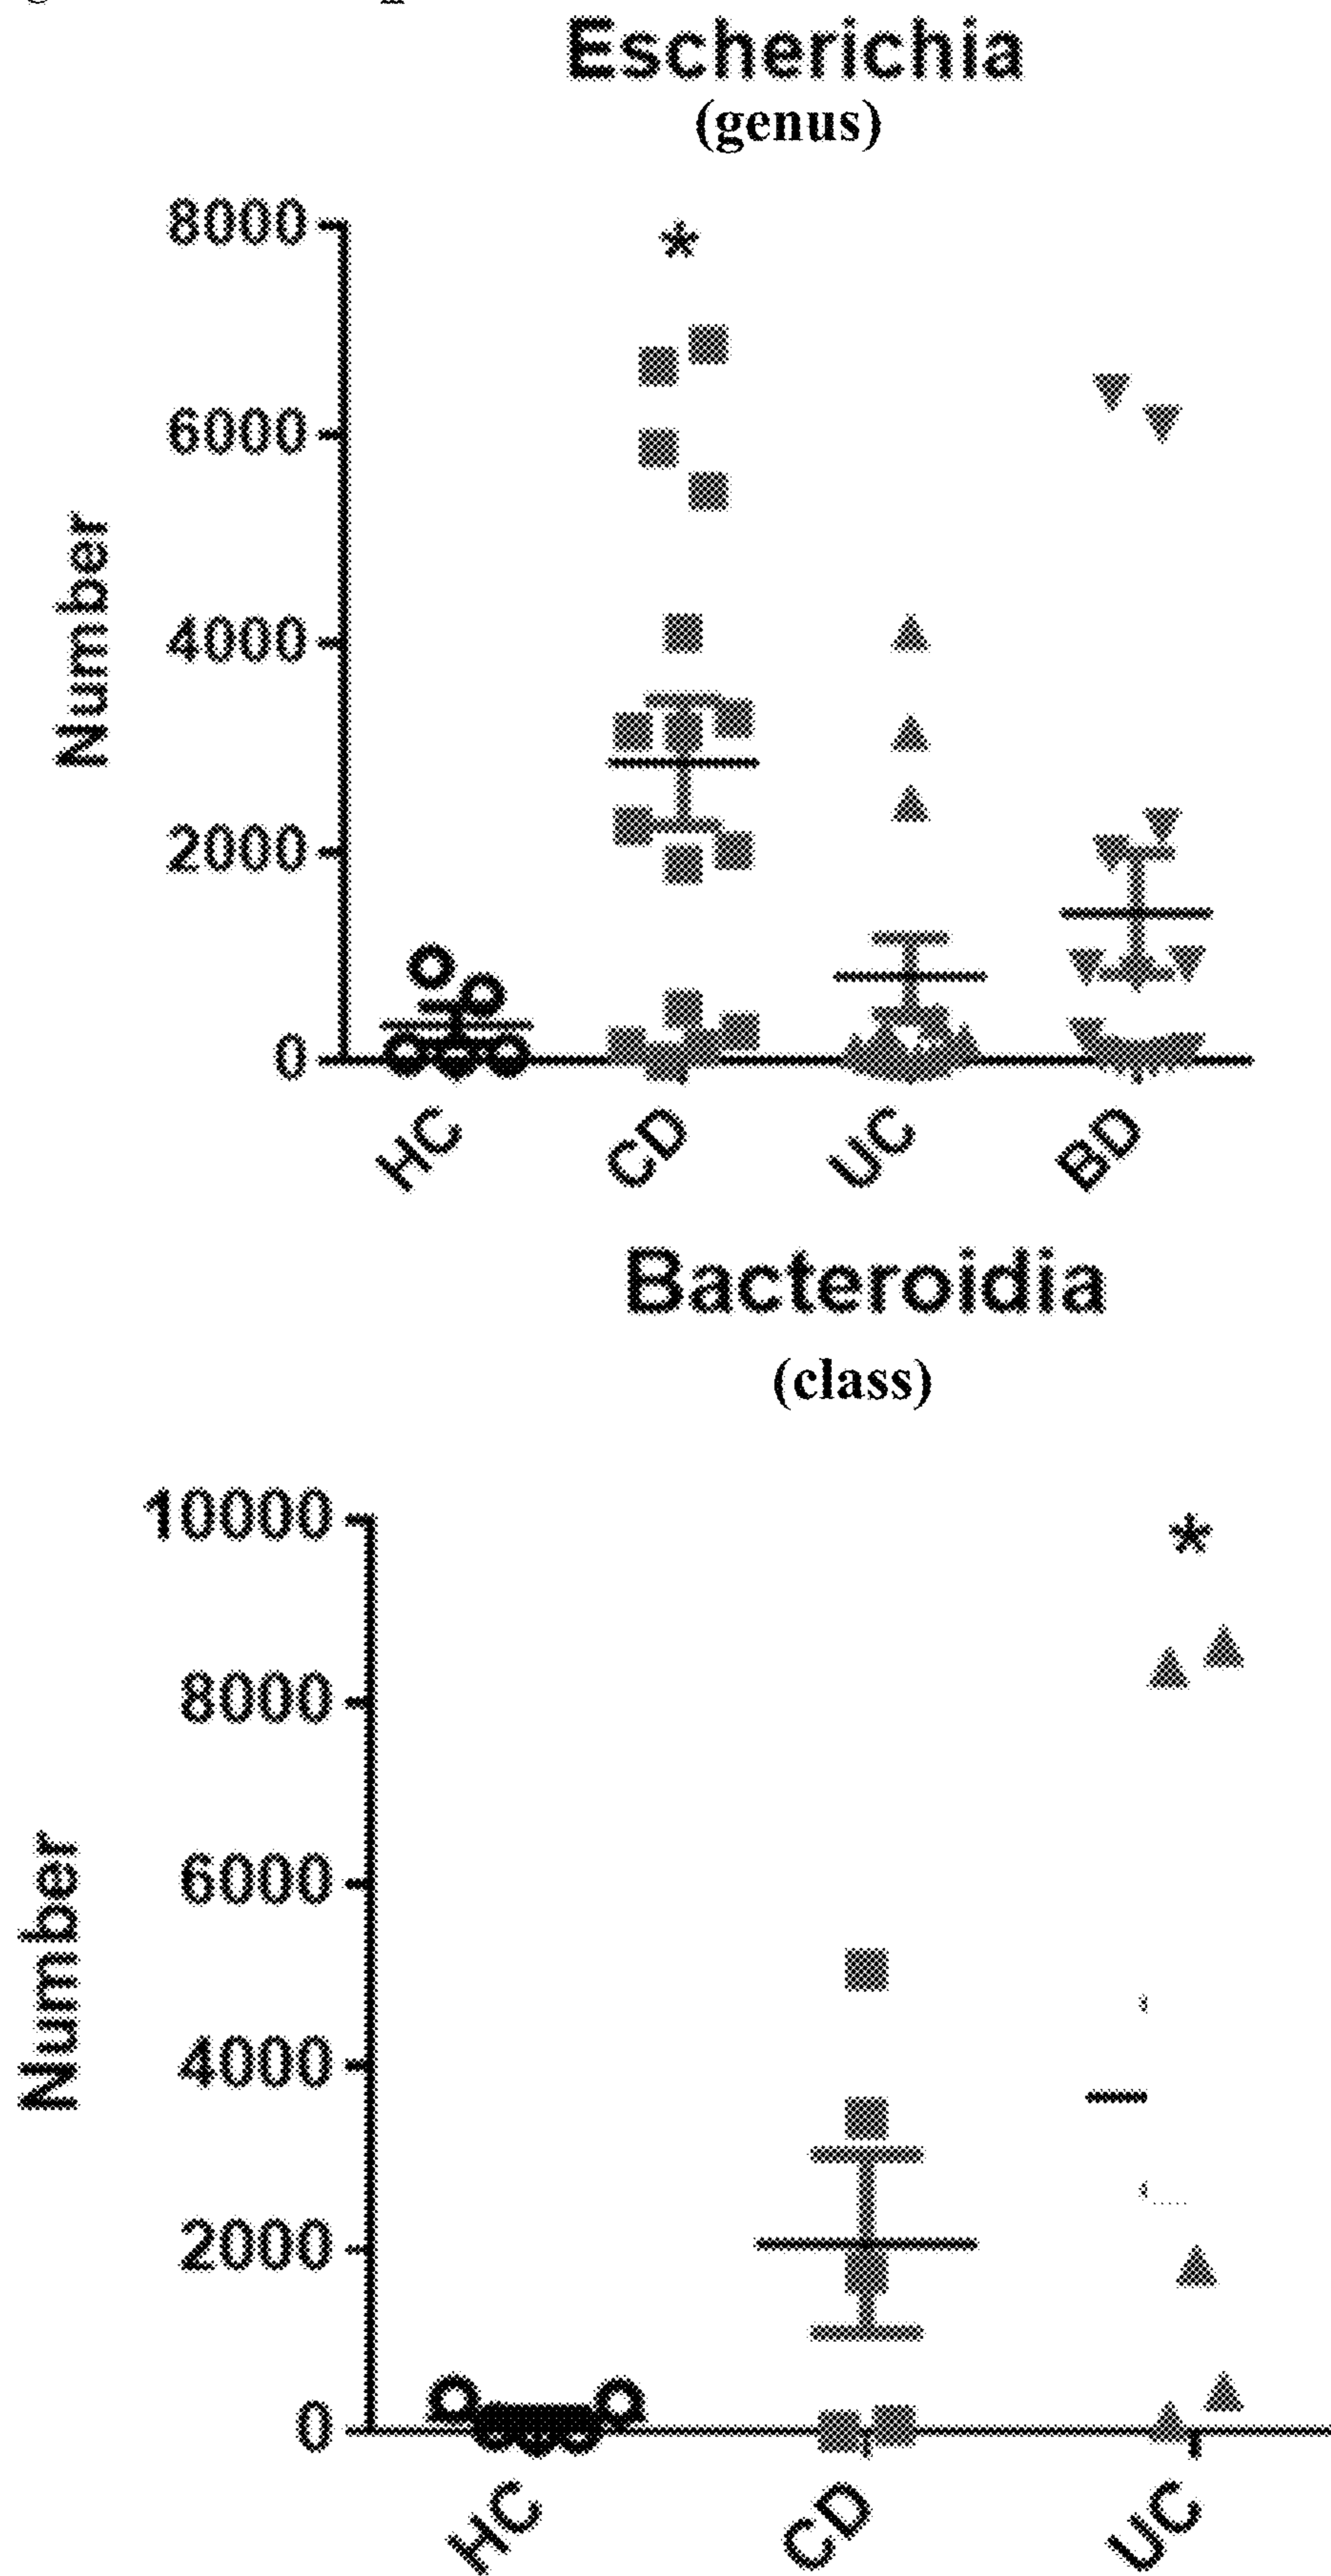 Escherichia
(genus)
*
8000
6000
4000
2000
0
Number
HC
CD
UC
BD
Bacteroidia
(class)
*
10000
8000
6000
4000
2000
0
Number
HC
CD
UC